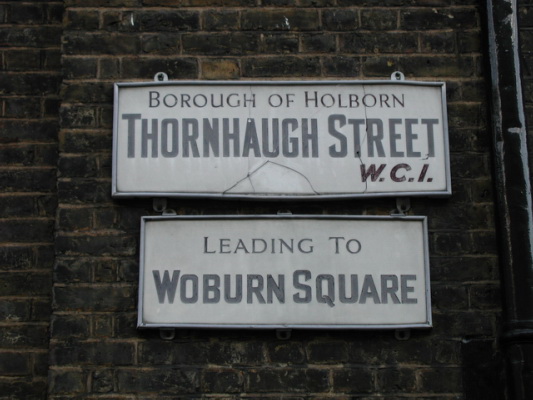 BOROUGH OF HOLBORN
THORNHAUGH STREET
W.C.1.
LEADING TO
WOBURN SQUARE